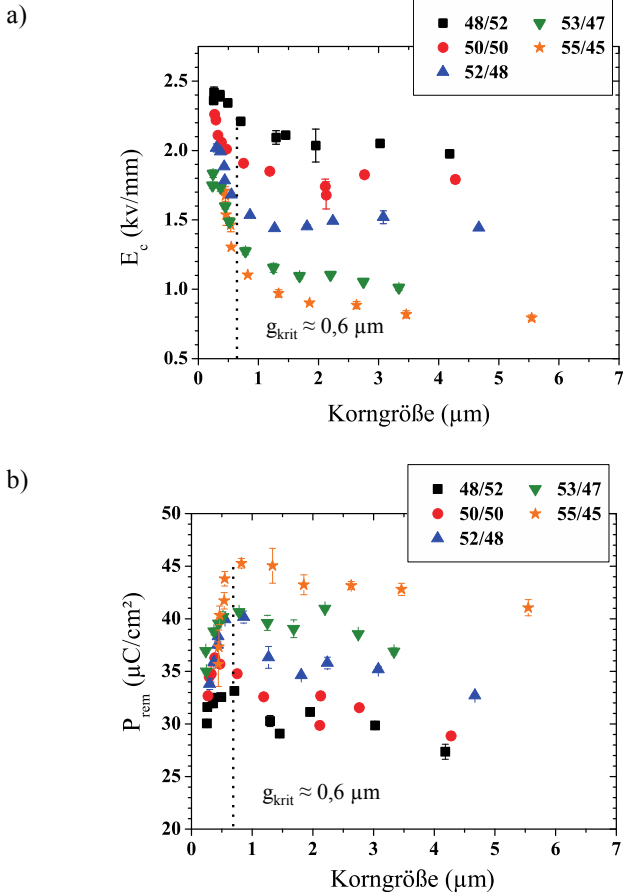 a)
48/52 53/47
50/50 55/45
52/48
2.5
2.0
1.5
1.0
0.5
E_c (kv/mm)
g_krit ≈ 0,6 µm
0 1 2 3 4 5 6 7
Korngröße (µm)
b)
48/52 53/47
50/50 55/45
52/48
50
45
40
35
30
25
20
P_rem (µC/cm²)
g_krit ≈ 0,6 µm
0 1 2 3 4 5 6 7
Korngröße (µm)